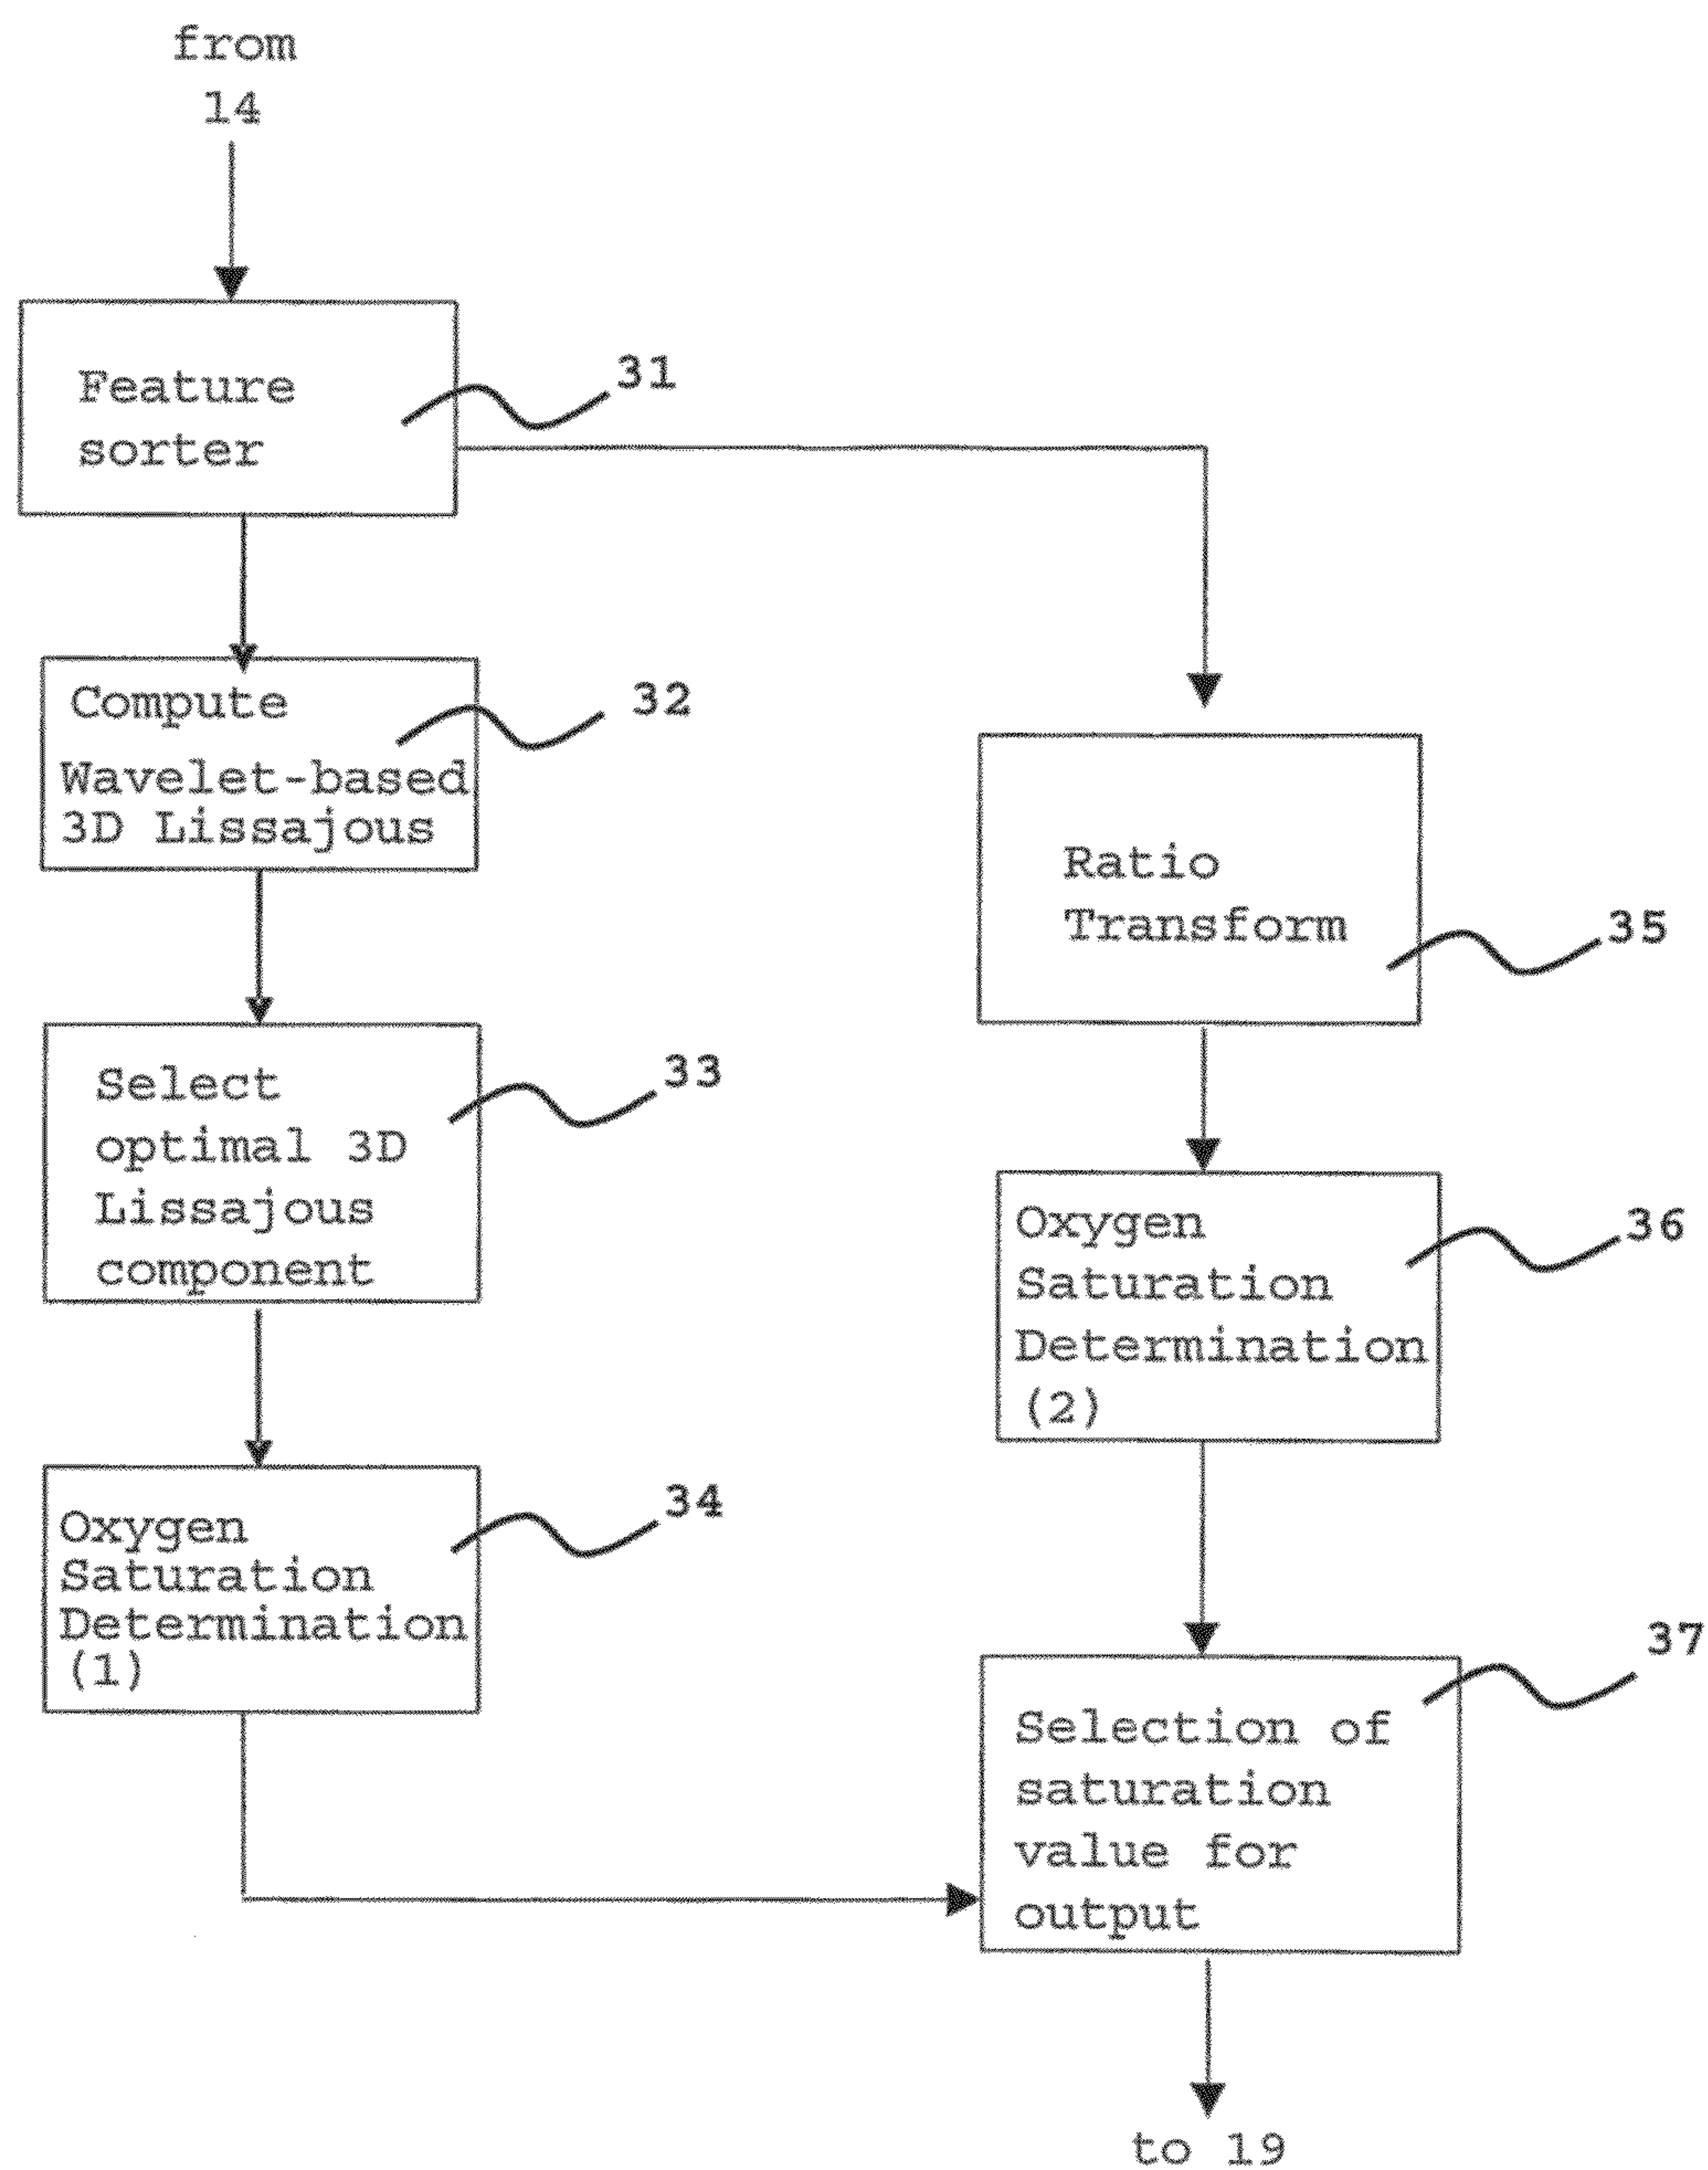 from
14
Feature
sorter
31
Compute
Wavelet-based
3D Lissajous
32
Select
optimal 3D
Lissajous
component
33
Oxygen
Saturation
Determination
(1)
34
Ratio
Transform
35
Oxygen
Saturation
Determination
(2)
36
Selection of
saturation
value for
output
37
to 19